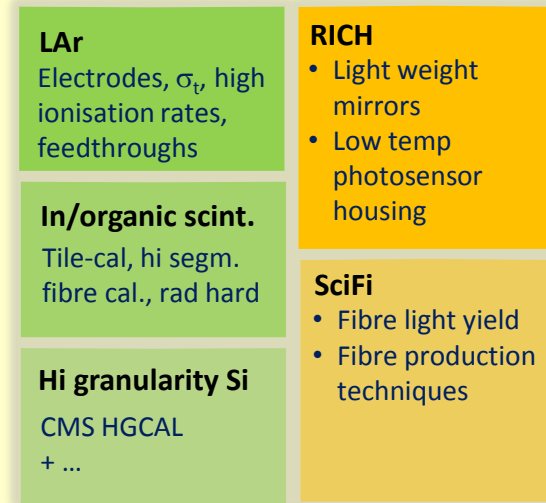 LAr
Electrodes, σt, high
ionisation rates,
feedthroughs
In/organic scint.
Tile-cal, hi segm.
fibre cal., rad hard
Hi granularity Si
CMS HGCAL
+ ...
RICH
• Light weight
mirrors
• Low temp
photosensor
housing
SciFi
• Fibre light yield
• Fibre production
techniques